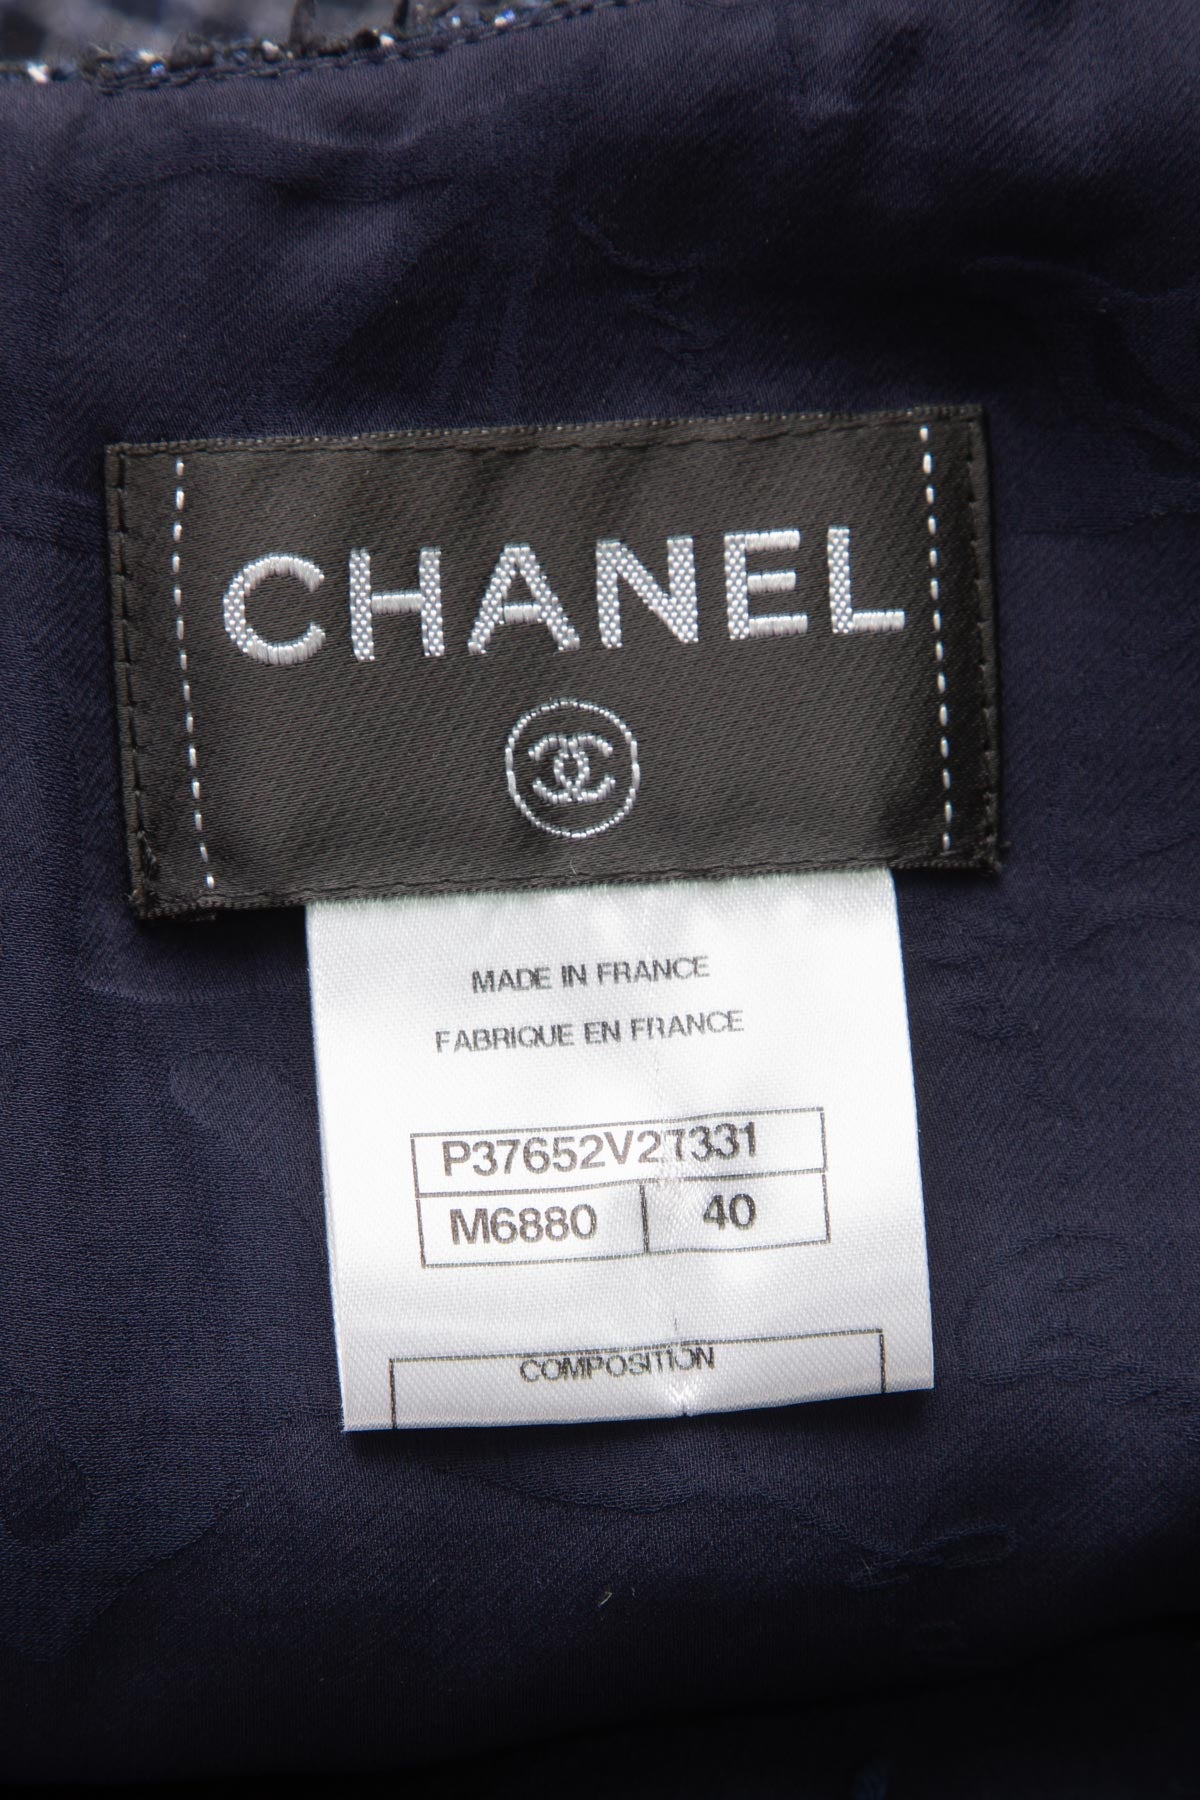 CHANEL
MADE IN FRANCE
FABRIQUE EN FRANCE
P37652V27331
M6880 40
COMPOSITION